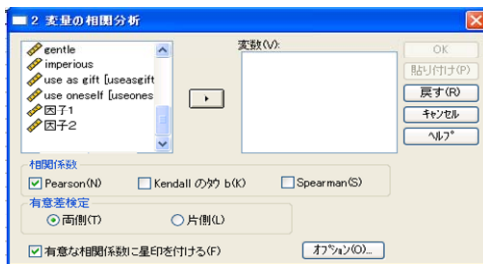 2 変量の相関分析
gentle
imperious
use as gift [useasgift
use oneself [useones
因子1
因子2
変数(V):
OK
貼り付け(P)
戻す(R)
キャンセル
ヘルプ
相関係数
Pearson(N) Kendall のタウ b(K) Spearman(S)
有意差検定
両側(T) 片側(L)
有意な相関係数に星印を付ける(F) オプション(O)...